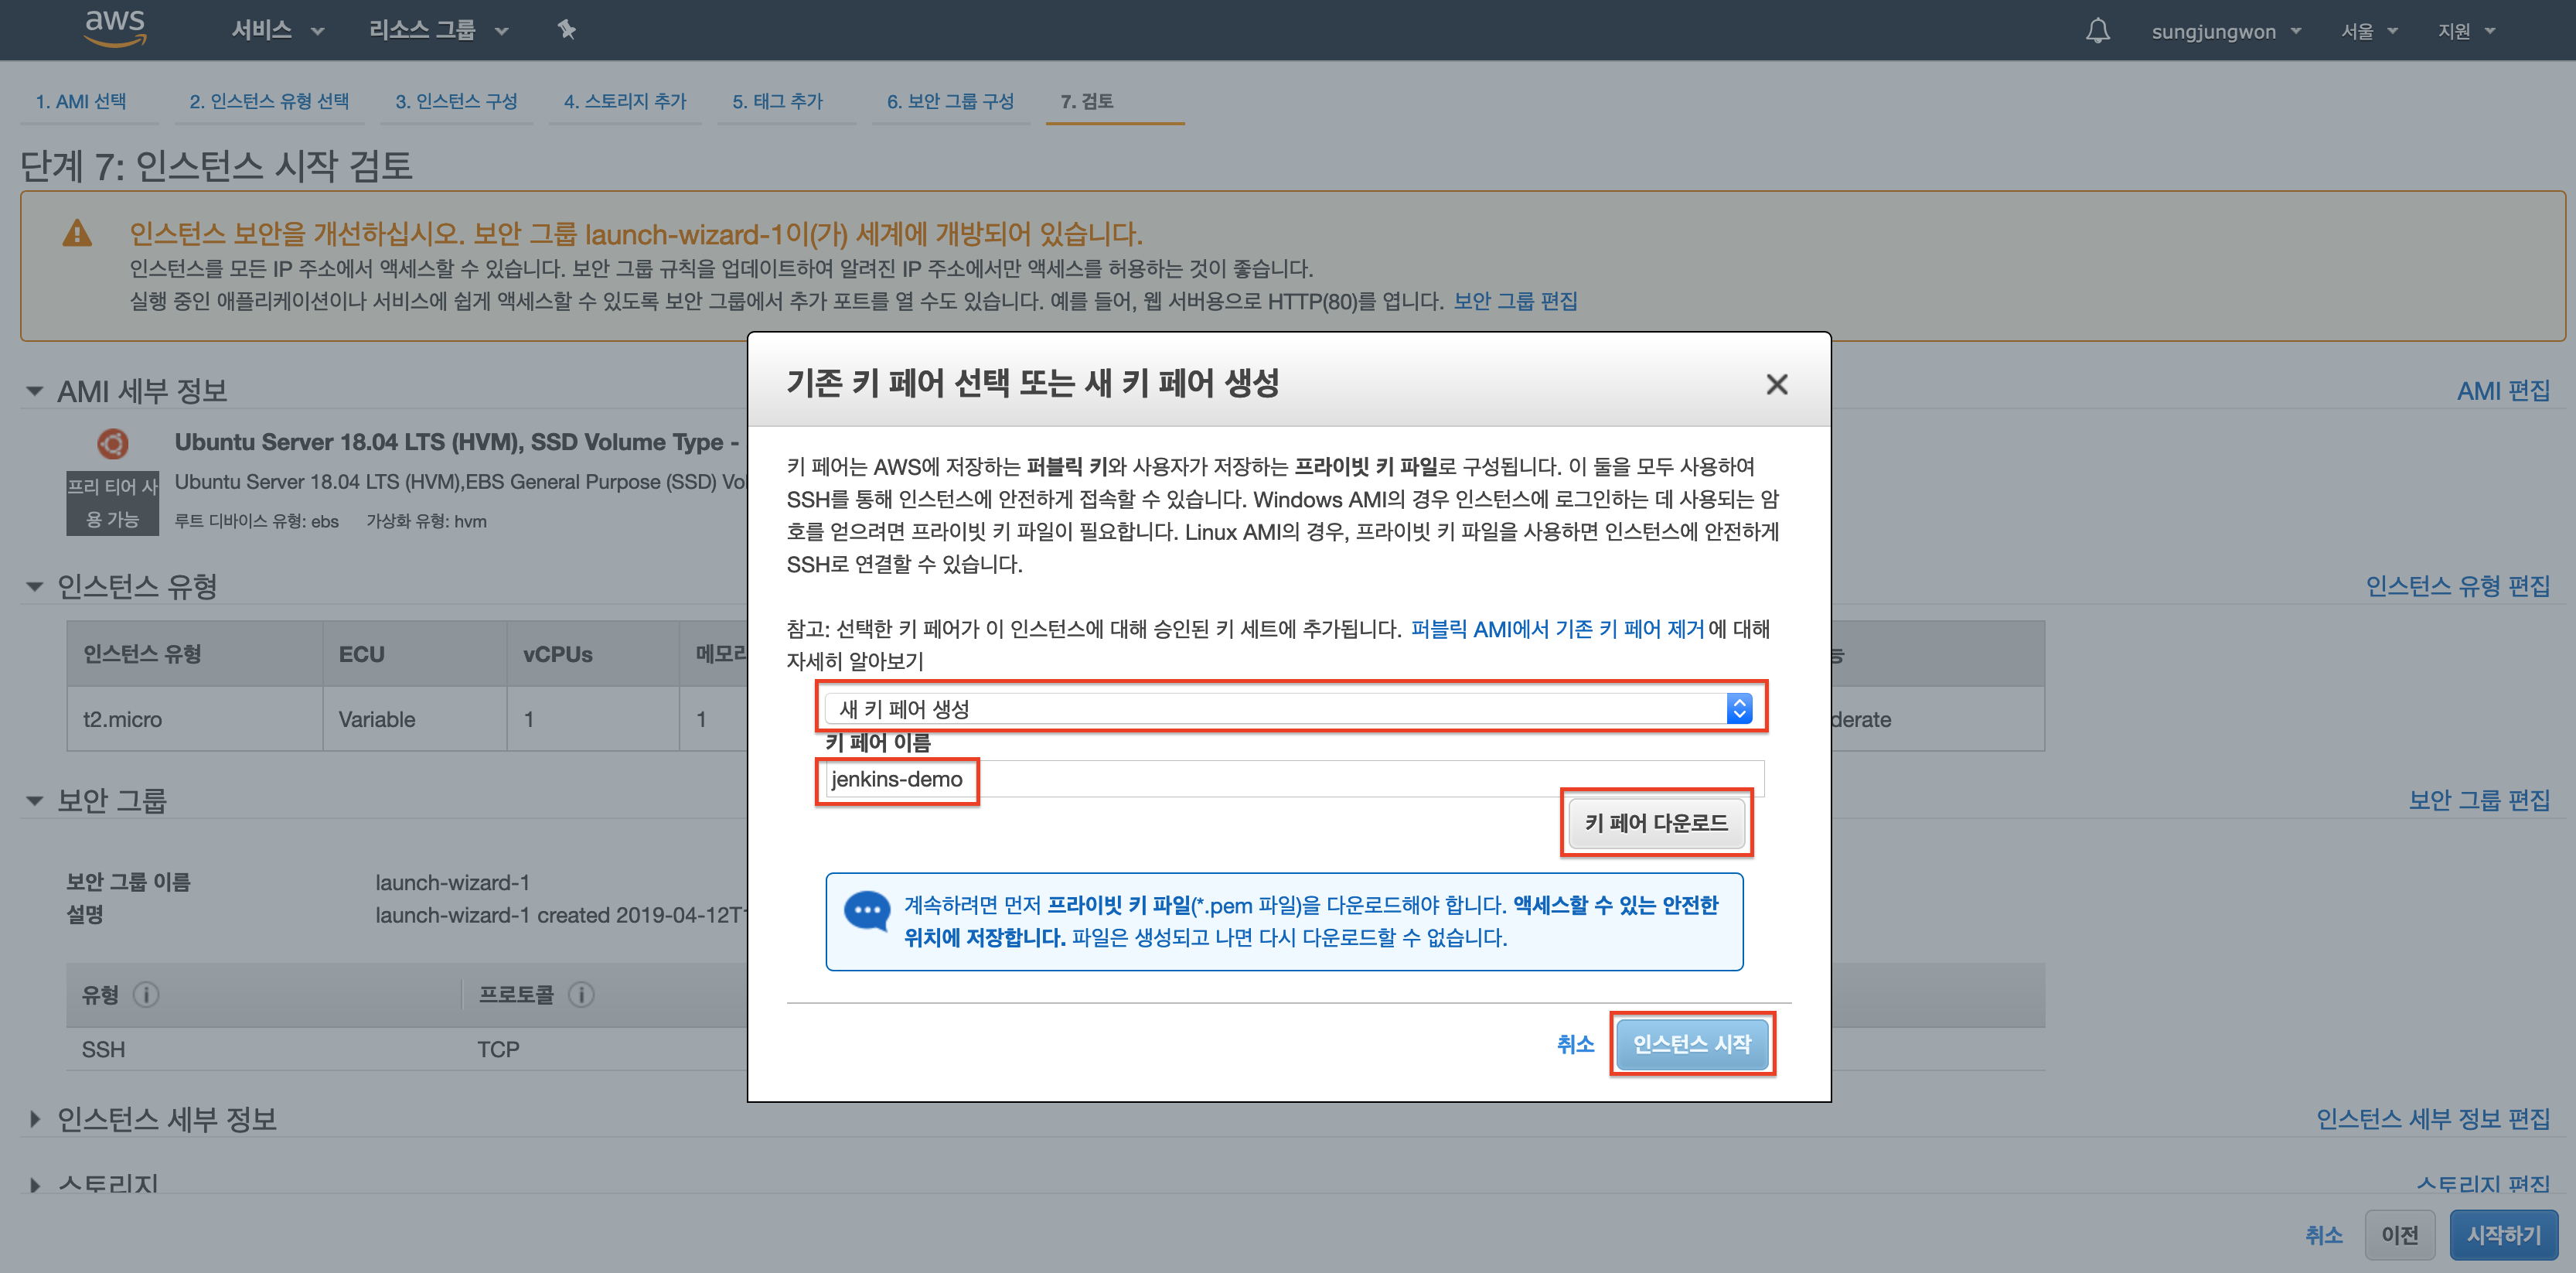 aws 서비스 리소스 그룹 sungjungwon 서울 지원
1. AMI 선택 2. 인스턴스 유형 선택 3. 인스턴스 구성 4. 스토리지 추가 5. 태그 추가 6. 보안 그룹 구성 7. 검토
단계 7: 인스턴스 시작 검토
인스턴스 보안을 개선하십시오. 보안 그룹 launch-wizard-1이(가) 세계에 개방되어 있습니다.
인스턴스를 모든 IP 주소에서 액세스할 수 있습니다. 보안 그룹 규칙을 업데이트하여 알려진 IP 주소에서만 액세스를 허용하는 것이 좋습니다.
실행 중인 애플리케이션이나 서비스에 쉽게 액세스할 수 있도록 보안 그룹에서 추가 포트를 열 수도 있습니다. 예를 들어, 웹 서버용으로 HTTP(80)를 엽니다. 보안 그룹 편집
AMI 세부 정보 AMI 편집
Ubuntu Server 18.04 LTS (HVM), SSD Volume Type -
프리 티어 사
용 가능
Ubuntu Server 18.04 LTS (HVM),EBS General Purpose (SSD) Vol
루트 디바이스 유형: ebs 가상화 유형: hvm
인스턴스 유형 인스턴스 유형 편집
인스턴스 유형 ECU vCPUs 메모리 능
t2.micro Variable 1 1 derate
보안 그룹 보안 그룹 편집
보안 그룹 이름 launch-wizard-1
설명 launch-wizard-1 created 2019-04-12T
유형 프로토콜
SSH TCP
인스턴스 세부 정보 인스턴스 세부 정보 편집
스토리지 스토리지 편집
취소 이전 시작하기
기존 키 페어 선택 또는 새 키 페어 생성
키 페어는 AWS에 저장하는 퍼블릭 키와 사용자가 저장하는 프라이빗 키 파일로 구성됩니다. 이 둘을 모두 사용하여
SSH를 통해 인스턴스에 안전하게 접속할 수 있습니다. Windows AMI의 경우 인스턴스에 로그인하는 데 사용되는 암
호를 얻으려면 프라이빗 키 파일이 필요합니다. Linux AMI의 경우, 프라이빗 키 파일을 사용하면 인스턴스에 안전하게
SSH로 연결할 수 있습니다.
참고: 선택한 키 페어가 이 인스턴스에 대해 승인된 키 세트에 추가됩니다. 퍼블릭 AMI에서 기존 키 페어 제거 에 대해
자세히 알아보기
새 키 페어 생성
키 페어 이름
jenkins-demo
키 페어 다운로드
계속하려면 먼저 프라이빗 키 파일(*.pem 파일)을 다운로드해야 합니다. 액세스할 수 있는 안전한
위치에 저장합니다. 파일은 생성되고 나면 다시 다운로드할 수 없습니다.
취소 인스턴스 시작